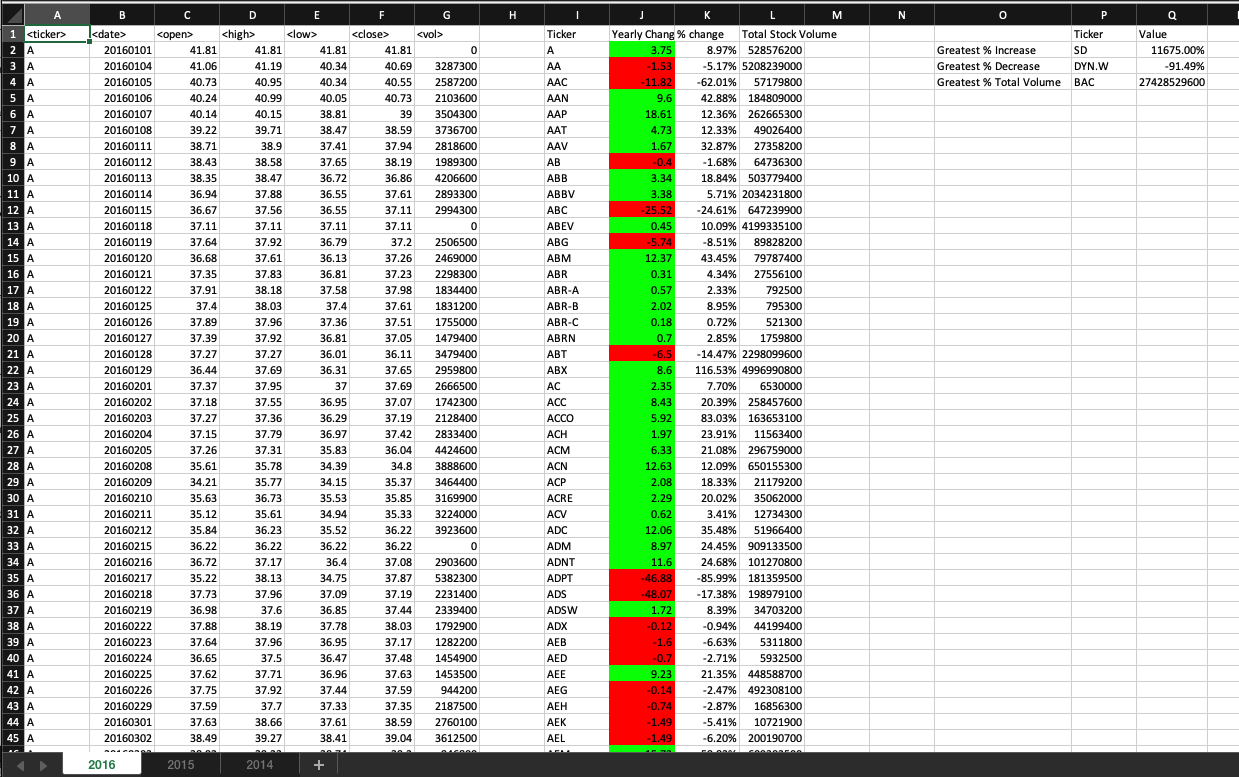 A B C D E F G H I J K L M N O P Q
1 <ticker> <date> <open> <high> <low> <close> <vol> Ticker Yearly Chang % change Total Stock Volume Ticker Value
2 A 20160101 41.81 41.81 41.81 41.81 0 A 3.75 8.97% 528576200 Greatest % Increase SD 11675.00%
3 A 20160104 41.06 41.19 40.34 40.69 3287300 AA -1.53 -5.17% 5208239000 Greatest % Decrease DYN.W -91.49%
4 A 20160105 40.73 40.95 40.34 40.55 2587200 AAC -11.82 -62.01% 57179800 Greatest % Total Volume BAC 27428529600
5 A 20160106 40.24 40.99 40.05 40.73 2103600 AAN 9.6 42.88% 184809000
6 A 20160107 40.14 40.15 38.81 39 3504300 AAP 18.61 12.36% 262665300
7 A 20160108 39.22 39.71 38.47 38.59 3736700 AAT 4.73 12.33% 49026400
8 A 20160111 38.71 38.9 37.41 37.94 2818600 AAV 1.67 32.87% 27358200
9 A 20160112 38.43 38.58 37.65 38.19 1989300 AB -0.4 -1.68% 64736300
10 A 20160113 38.35 38.47 36.72 36.86 4206600 ABB 3.34 18.84% 503779400
11 A 20160114 36.94 37.88 36.55 37.61 2893300 ABBV 3.38 5.71% 2034231800
12 A 20160115 36.67 37.56 36.55 37.11 2994300 ABC -25.52 -24.61% 647239900
13 A 20160118 37.11 37.11 37.11 37.11 0 ABEV 0.45 10.09% 4199335100
14 A 20160119 37.64 37.92 36.79 37.2 2506500 ABG -5.74 -8.51% 89828200
15 A 20160120 36.68 37.61 36.13 37.26 2469000 ABM 12.37 43.45% 79787400
16 A 20160121 37.35 37.83 36.81 37.23 2298300 ABR 0.31 4.34% 27556100
17 A 20160122 37.91 38.18 37.58 37.98 1834400 ABR-A 0.57 2.33% 792500
18 A 20160125 37.4 38.03 37.4 37.61 1831200 ABR-B 2.02 8.95% 795300
19 A 20160126 37.89 37.96 37.36 37.51 1755000 ABR-C 0.18 0.72% 521300
20 A 20160127 37.39 37.92 36.81 37.05 1479400 ABRN 0.7 2.85% 1759800
21 A 20160128 37.27 37.27 36.01 36.11 3479400 ABT -6.5 -14.47% 2298099600
22 A 20160129 36.44 37.69 36.31 37.65 2959800 ABX 8.6 116.53% 4996990800
23 A 20160201 37.37 37.95 37 37.69 2666500 AC 2.35 7.70% 6530000
24 A 20160202 37.18 37.55 36.95 37.07 1742300 ACC 8.43 20.39% 258457600
25 A 20160203 37.27 37.36 36.29 37.19 2128400 ACCO 5.92 83.03% 163653100
26 A 20160204 37.15 37.79 36.97 37.42 2833400 ACH 1.97 23.91% 11563400
27 A 20160205 37.26 37.31 35.83 36.04 4424600 ACM 6.33 21.08% 296759000
28 A 20160208 35.61 35.78 34.39 34.8 3888600 ACN 12.63 12.09% 650155300
29 A 20160209 34.21 35.77 34.15 35.37 3464400 ACP 2.08 18.33% 21179200
30 A 20160210 35.63 36.73 35.53 35.85 3169900 ACRE 2.29 20.02% 35062000
31 A 20160211 35.12 35.61 34.94 35.33 3224000 ACV 0.62 3.41% 12734300
32 A 20160212 35.84 36.23 35.52 36.22 3923600 ADC 12.06 35.48% 51966400
33 A 20160215 36.22 36.22 36.22 36.22 0 ADM 8.97 24.45% 909133500
34 A 20160216 36.72 37.17 36.4 37.08 2903600 ADNT 11.6 24.68% 101270800
35 A 20160217 35.22 38.13 34.75 37.87 5382300 ADPT -46.88 -85.99% 181359500
36 A 20160218 37.73 37.96 37.09 37.19 2231400 ADS -48.07 -17.38% 198979100
37 A 20160219 36.98 37.6 36.85 37.44 2339400 ADSW 1.72 8.39% 34703200
38 A 20160222 37.88 38.19 37.78 38.03 1792900 ADX -0.12 -0.94% 44199400
39 A 20160223 37.64 37.96 36.95 37.17 1282200 AEB -1.6 -6.63% 5311800
40 A 20160224 36.65 37.5 36.47 37.48 1454900 AED -0.7 -2.71% 5932500
41 A 20160225 37.62 37.71 36.96 37.63 1453500 AEE 9.23 21.35% 448588700
42 A 20160226 37.75 37.92 37.44 37.59 944200 AEG -0.14 -2.47% 492308100
43 A 20160229 37.59 37.7 37.33 37.35 2187500 AEH -0.74 -2.87% 16856300
44 A 20160301 37.63 38.66 37.61 38.59 2760100 AEK -1.49 -5.41% 10721900
45 A 20160302 38.49 39.27 38.41 39.04 3612500 AEL -1.49 -6.20% 200190700
2016 2015 2014 +